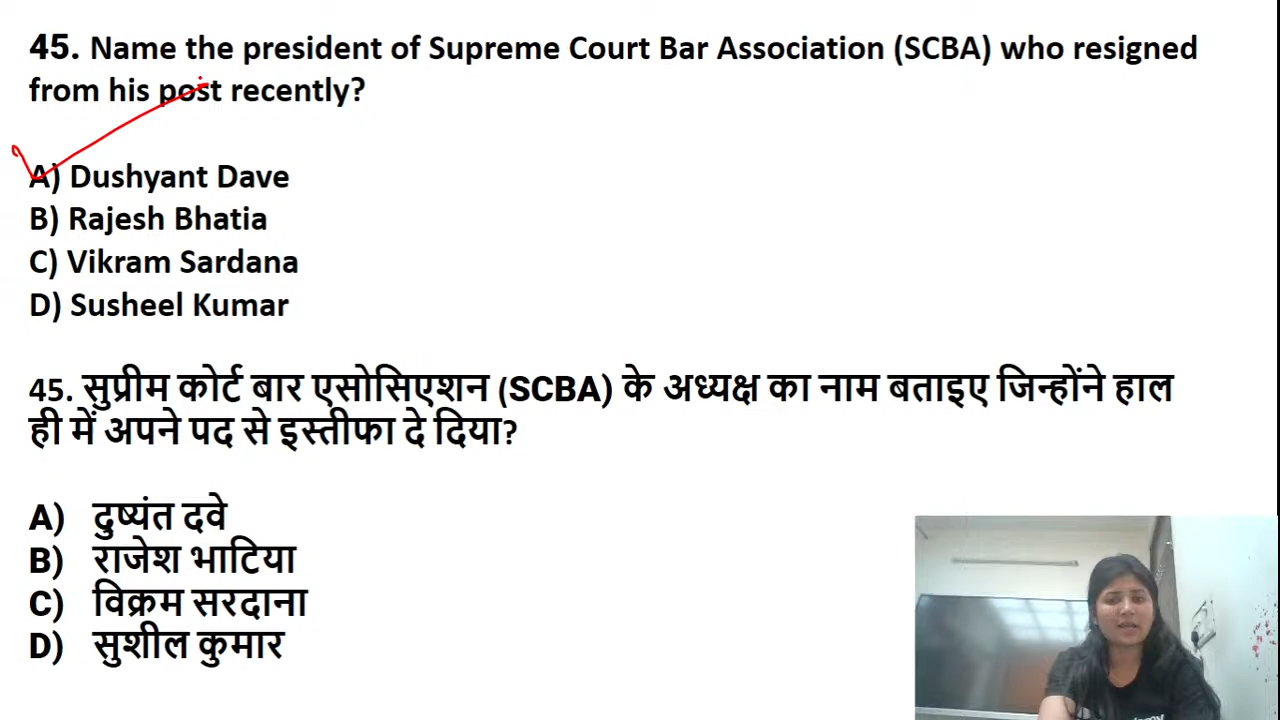 45. Name the president of Supreme Court Bar Association (SCBA) who resigned
from his post recently?
A) Dushyant Dave
B) Rajesh Bhatia
C) Vikram Sardana
D) Susheel Kumar
45. सुप्रीम कोर्ट बार एसोसिएशन (SCBA) के अध्यक्ष का नाम बताइए जिन्होंने हाल
ही में अपने पद से इस्तीफा दे दिया?
A) दुष्यंत दवे
B) राजेश भाटिया
C) विक्रम सरदाना
D) सुशील कुमार